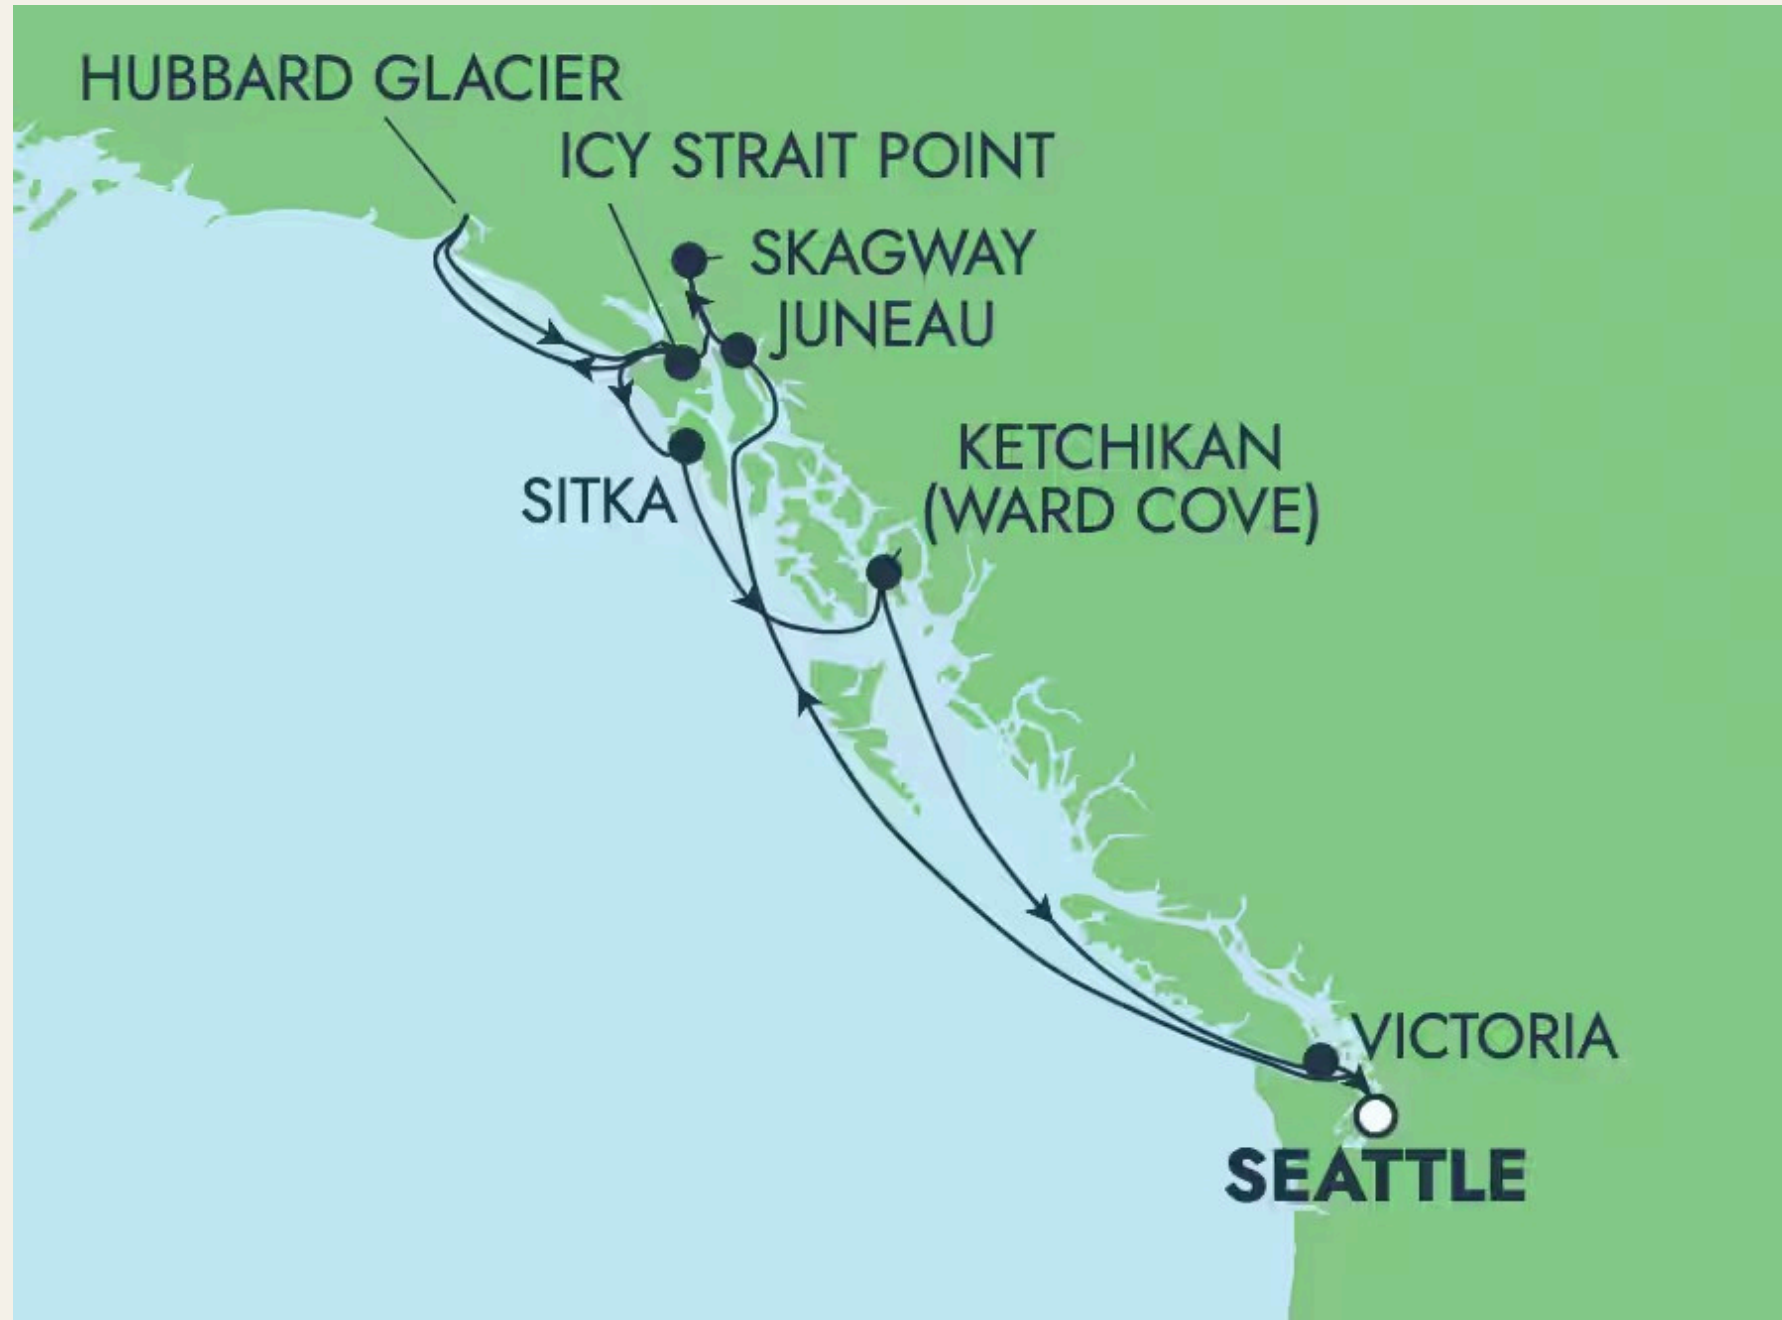 HUBBARD GLACIER
ICY STRAIT POINT
SKAGWAY
JUNEAU
KETCHIKAN
(WARD COVE)
SITKA
VICTORIA
SEATTLE